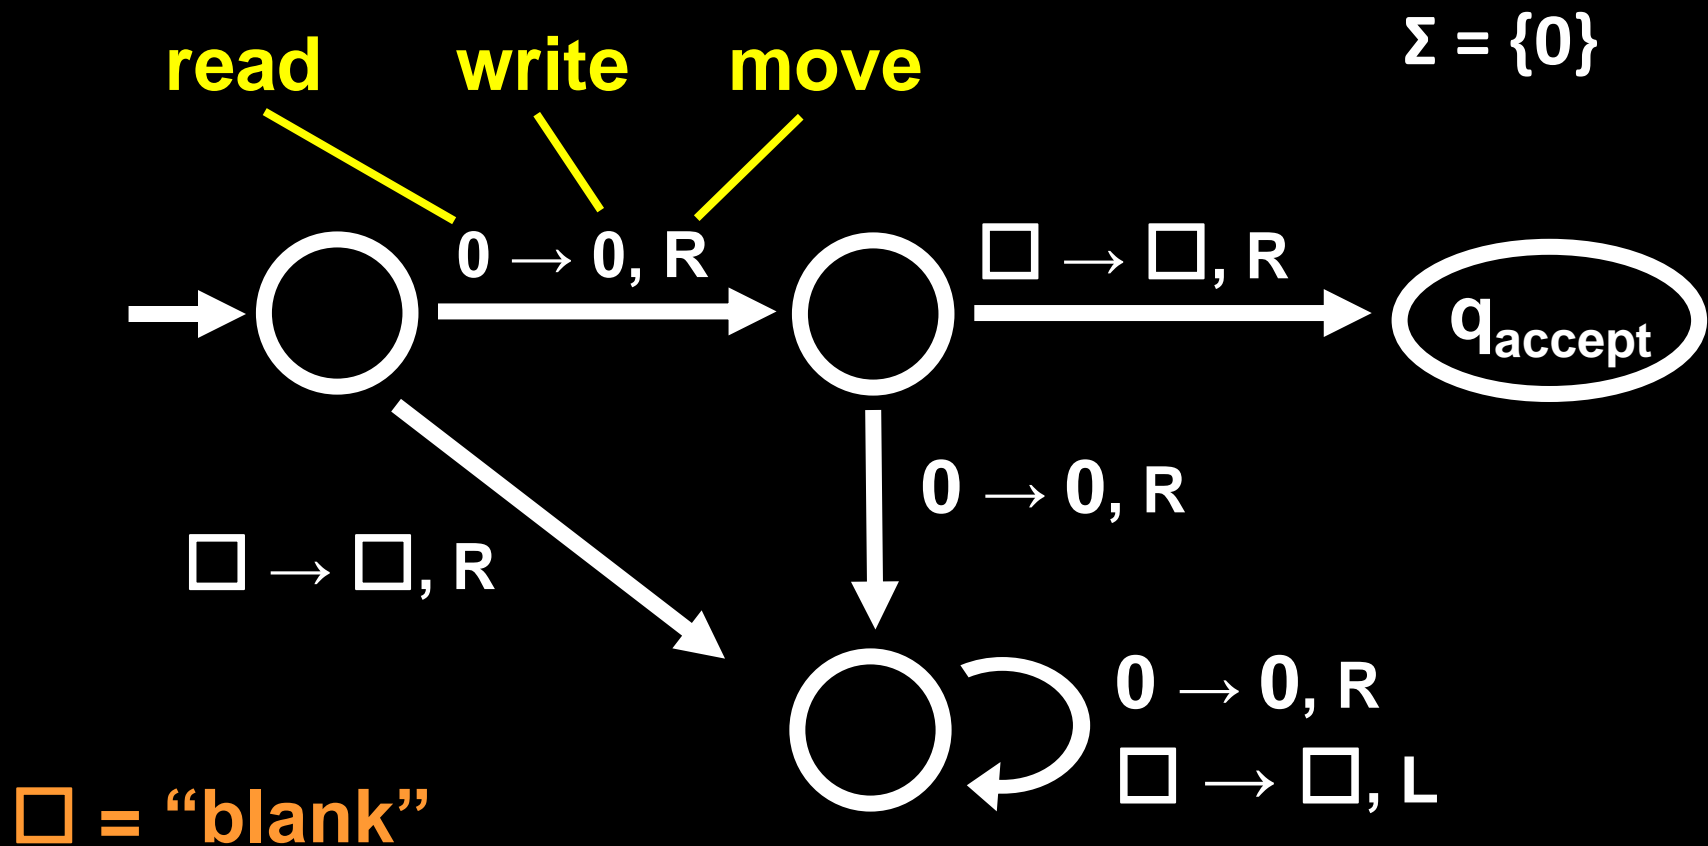 Σ = {0}
read write move
0 → 0, R
□ → □, R
qaccept
0 → 0, R
□ → □, R
0 → 0, R
□ → □, L
□ = “blank”